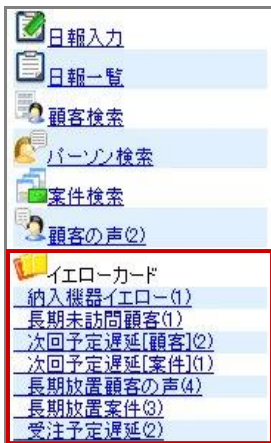 日報入力
日報一覧
顧客検索
パーソン検索
案件検索
顧客の声(2)
イエローカード
納入機器イエロー(1)
長期未訪問顧客(1)
次回予定遅延[顧客](2)
次回予定遅延[案件](1)
長期放置顧客の声(4)
長期放置案件(3)
受注予定遅延(2)